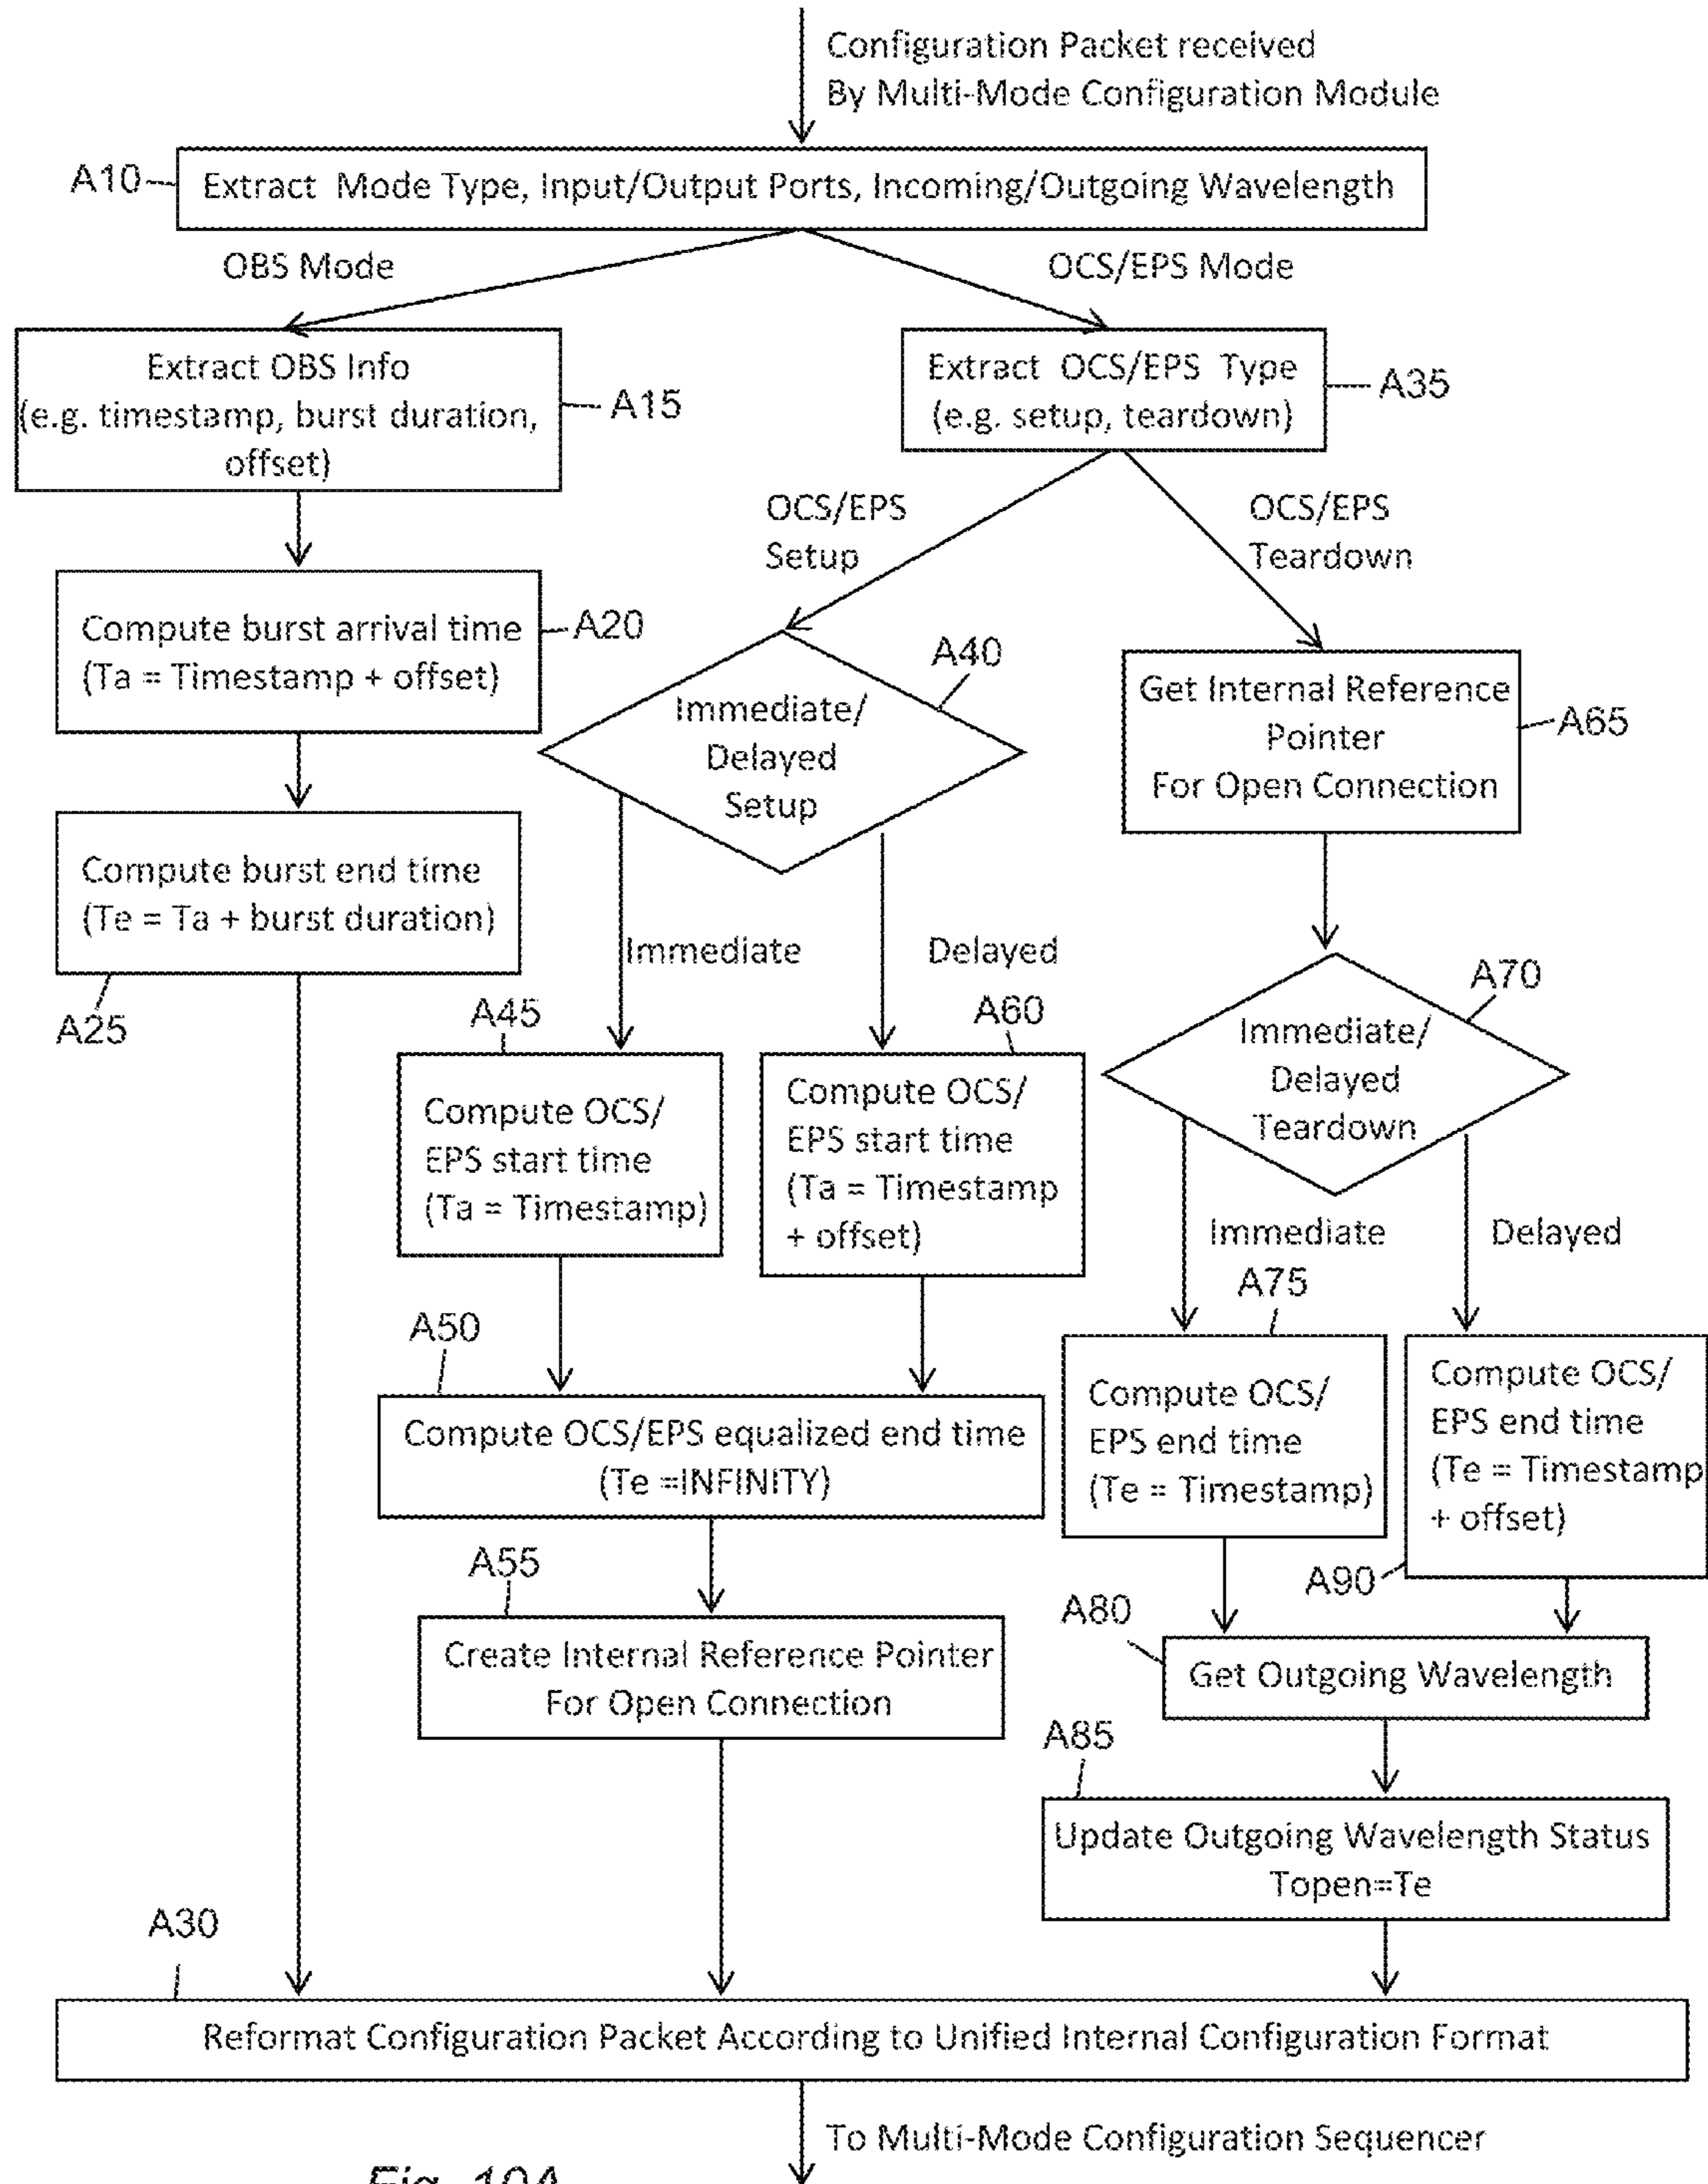 Configuration Packet received
By Multi-Mode Configuration Module
A10
Extract Mode Type, Input/Output Ports, Incoming/Outgoing Wavelength
OBS Mode
OCS/EPS Mode
Extract OBS Info
(e.g. timestamp, burst duration,
offset)
A15
Extract OCS/EPS Type
(e.g. setup, teardown)
A35
OCS/EPS
Setup
OCS/EPS
Teardown
Compute burst arrival time
(Ta = Timestamp + offset)
A20
Immediate/
Delayed
Setup
A40
Get Internal Reference
Pointer
For Open Connection
A65
Compute burst end time
(Te = Ta + burst duration)
A25
Immediate
Delayed
A45
Compute OCS/
EPS start time
(Ta = Timestamp)
A60
Compute OCS/
EPS start time
(Ta = Timestamp
+ offset)
A70
Immediate/
Delayed
Teardown
Immediate
Delayed
A75
Compute OCS/
EPS end time
(Te = Timestamp)
Compute OCS/
EPS end time
(Te = Timestamp
+ offset)
A90
A50
Compute OCS/EPS equalized end time
(Te =INFINITY)
A55
Create Internal Reference Pointer
For Open Connection
A80
Get Outgoing Wavelength
A85
Update Outgoing Wavelength Status
Topen=Te
A30
Reformat Configuration Packet According to Unified Internal Configuration Format
To Multi-Mode Configuration Sequencer
Fig. 10A